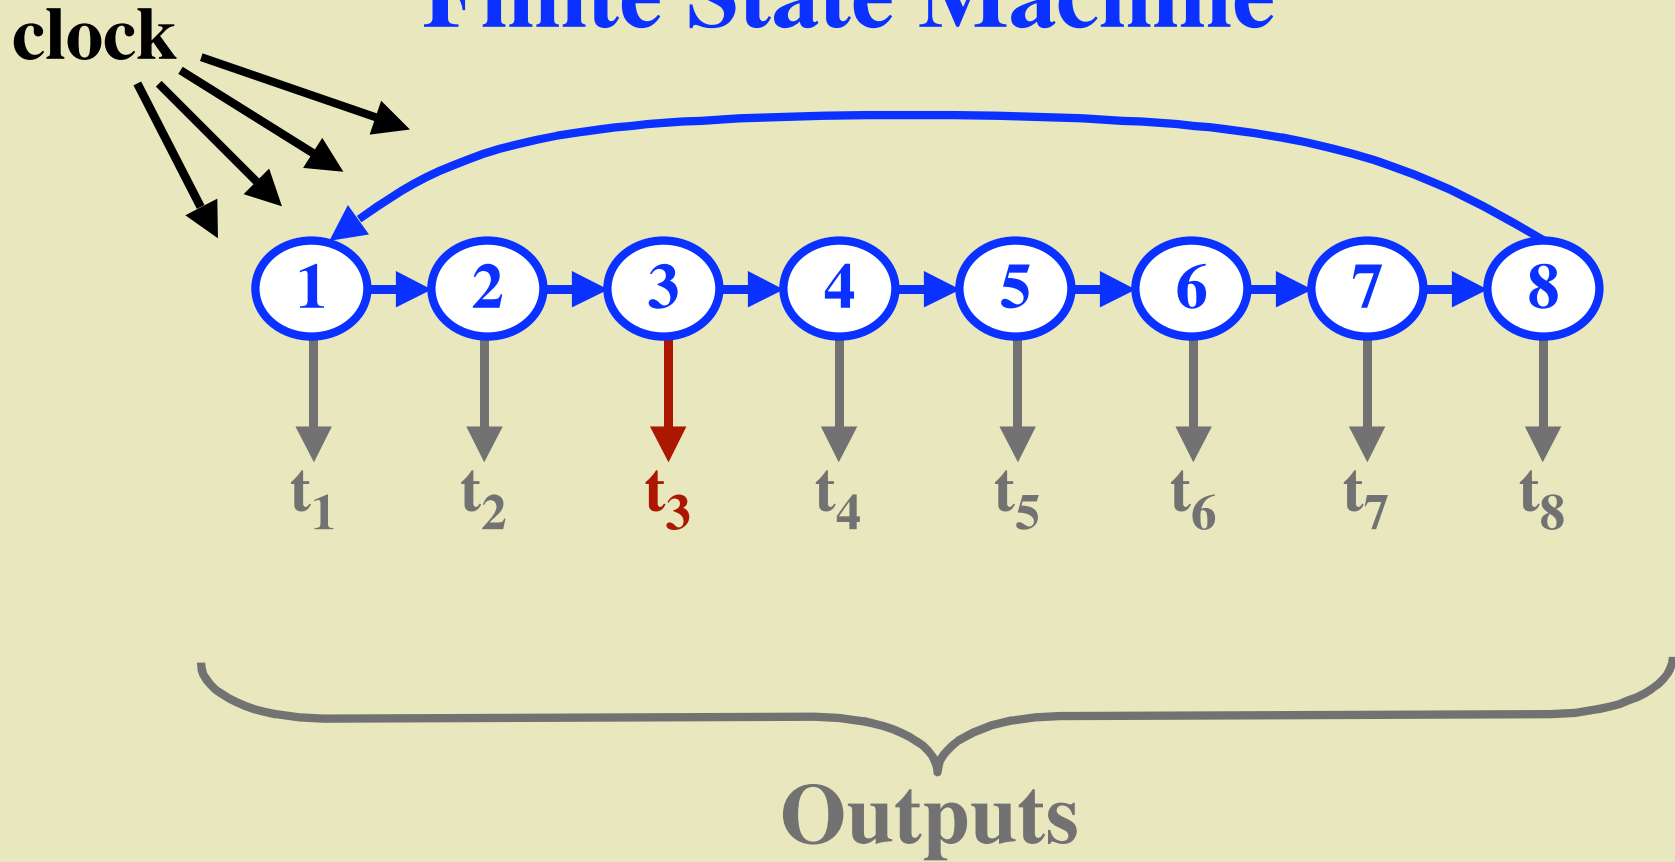 Finite State Machine
clock
1 2 3 4 5 6 7 8
t1 t2 t3 t4 t5 t6 t7 t8
Outputs